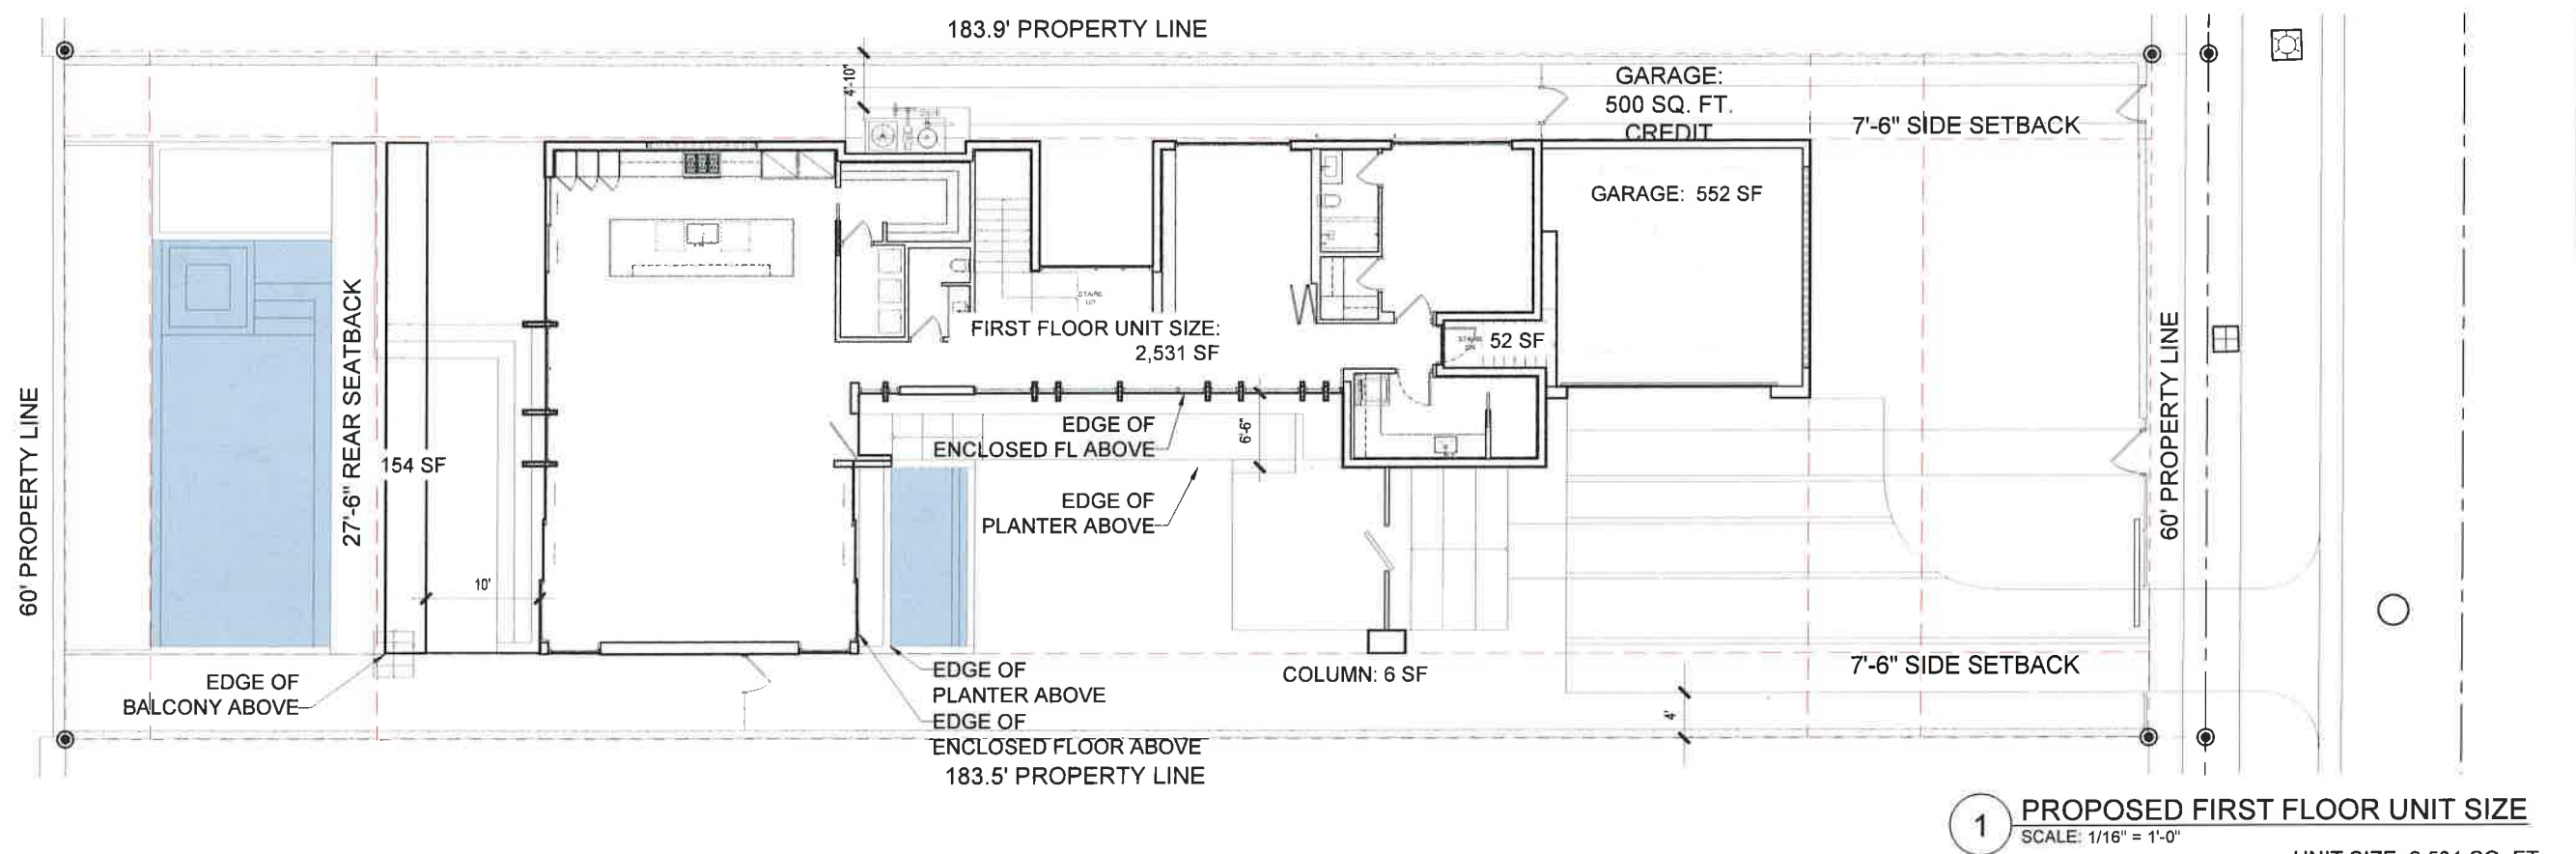 183.9' PROPERTY LINE
4'-10"
GARAGE:
500 SQ. FT.
CREDIT
7'-6" SIDE SETBACK
GARAGE: 552 SF
STAIRS
UP
FIRST FLOOR UNIT SIZE:
2,531 SF
STAIRS
DN
52 SF
60' PROPERTY LINE
27'-6" REAR SEATBACK
154 SF
10'
EDGE OF
ENCLOSED FL ABOVE
6'-6"
EDGE OF
PLANTER ABOVE
60' PROPERTY LINE
EDGE OF
BALCONY ABOVE
EDGE OF
PLANTER ABOVE
EDGE OF
ENCLOSED FLOOR ABOVE
COLUMN: 6 SF
7'-6" SIDE SETBACK
4'
183.5' PROPERTY LINE
1
PROPOSED FIRST FLOOR UNIT SIZE
SCALE: 1/16" = 1'-0"